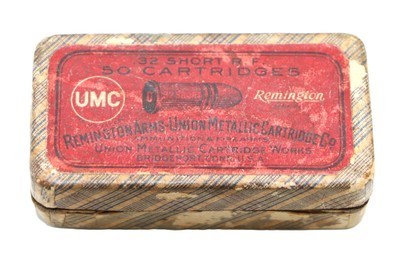 32 SHORT R.F.
50 CARTRIDGES
UMC
Remington
REMINGTON ARMS-UNION METALLIC CARTRIDGE CO.
UNION METALLIC CARTRIDGE WORKS
BRIDGEPORT, CONN., U.S.A.